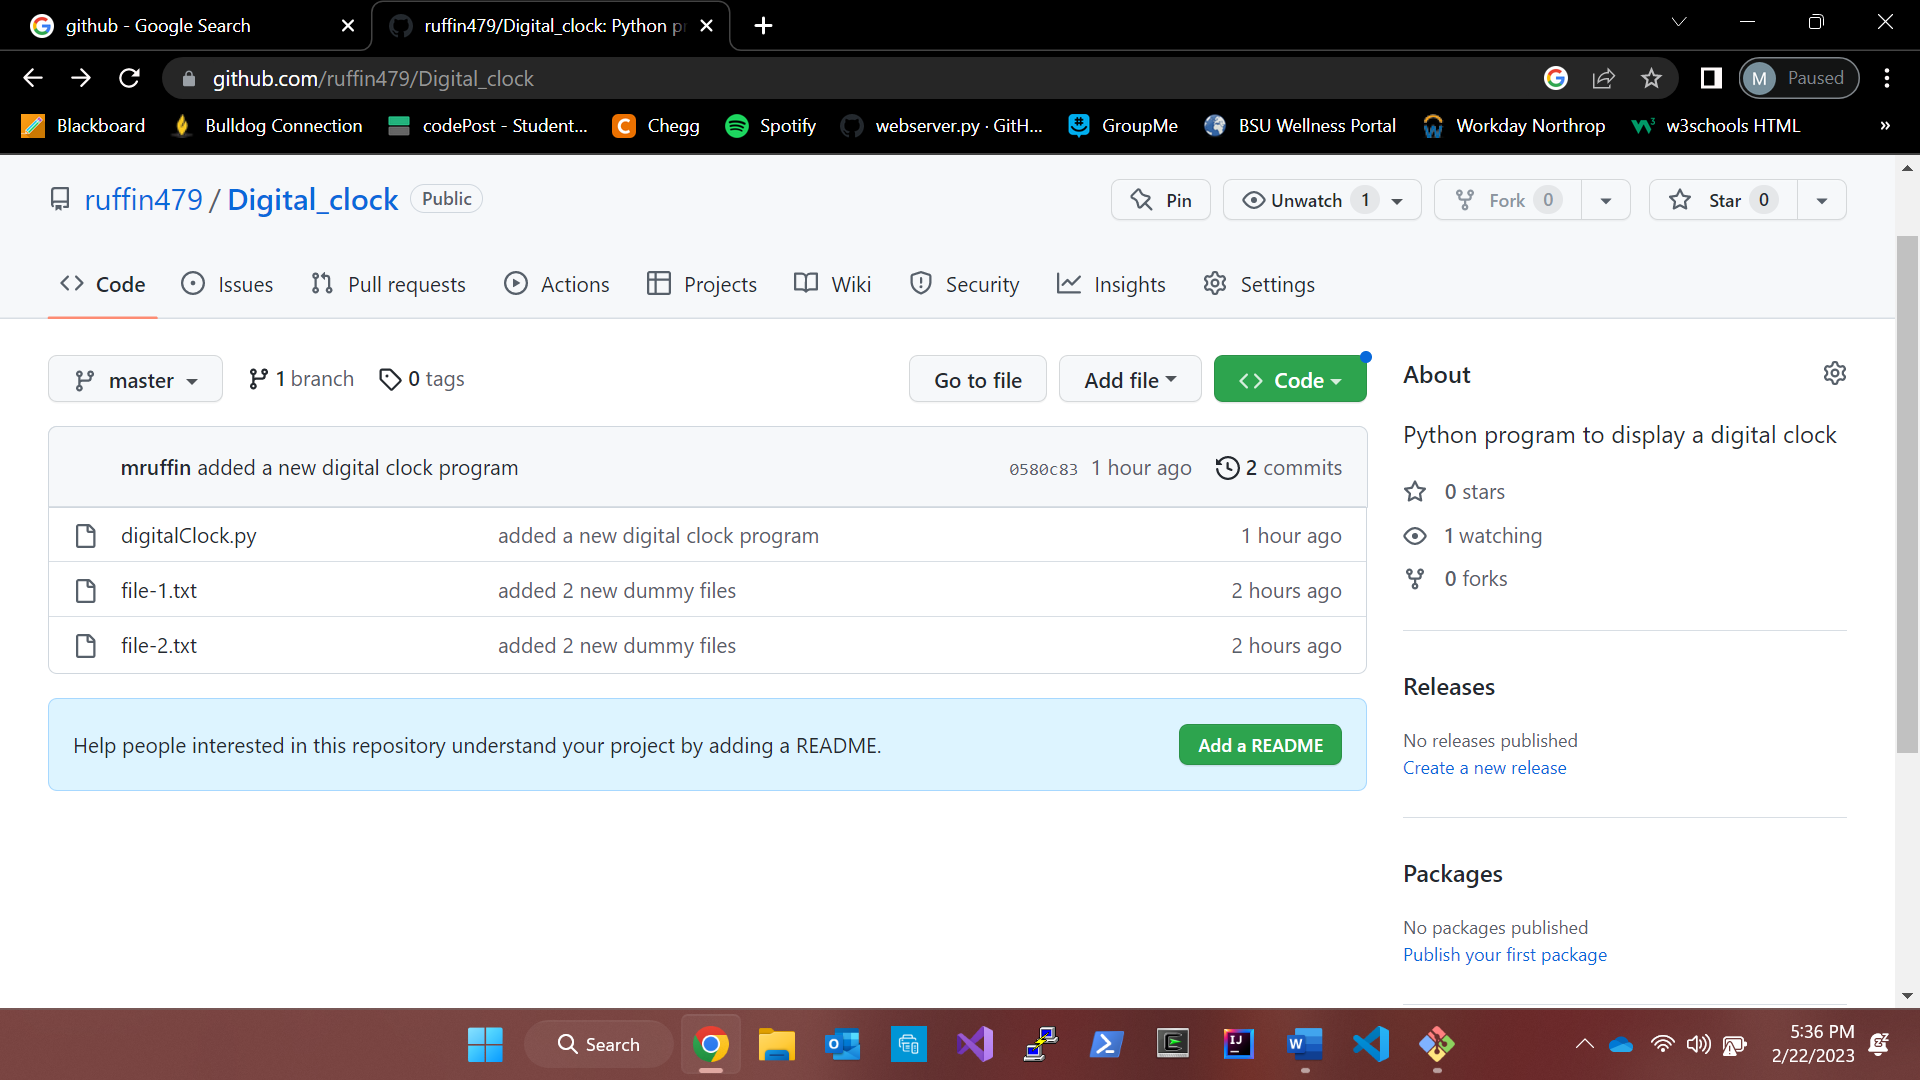 github - Google Search
ruffin479/Digital_clock: Python p
github.com/ruffin479/Digital_clock
M Paused
Blackboard Bulldog Connection codePost - Student... Chegg Spotify webserver.py · GitH... GroupMe BSU Wellness Portal Workday Northrop w3schools HTML »
ruffin479 / Digital_clock Public
Pin Unwatch 1 Fork 0 Star 0
Code Issues Pull requests Actions Projects Wiki Security Insights Settings
master 1 branch 0 tags Go to file Add file Code
mruffin added a new digital clock program 0580c83 1 hour ago 2 commits
digitalClock.py added a new digital clock program 1 hour ago
file-1.txt added 2 new dummy files 2 hours ago
file-2.txt added 2 new dummy files 2 hours ago
Help people interested in this repository understand your project by adding a README. Add a README
About
Python program to display a digital clock
0 stars
1 watching
0 forks
Releases
No releases published
Create a new release
Packages
No packages published
Publish your first package
Search
5:36 PM
2/22/2023